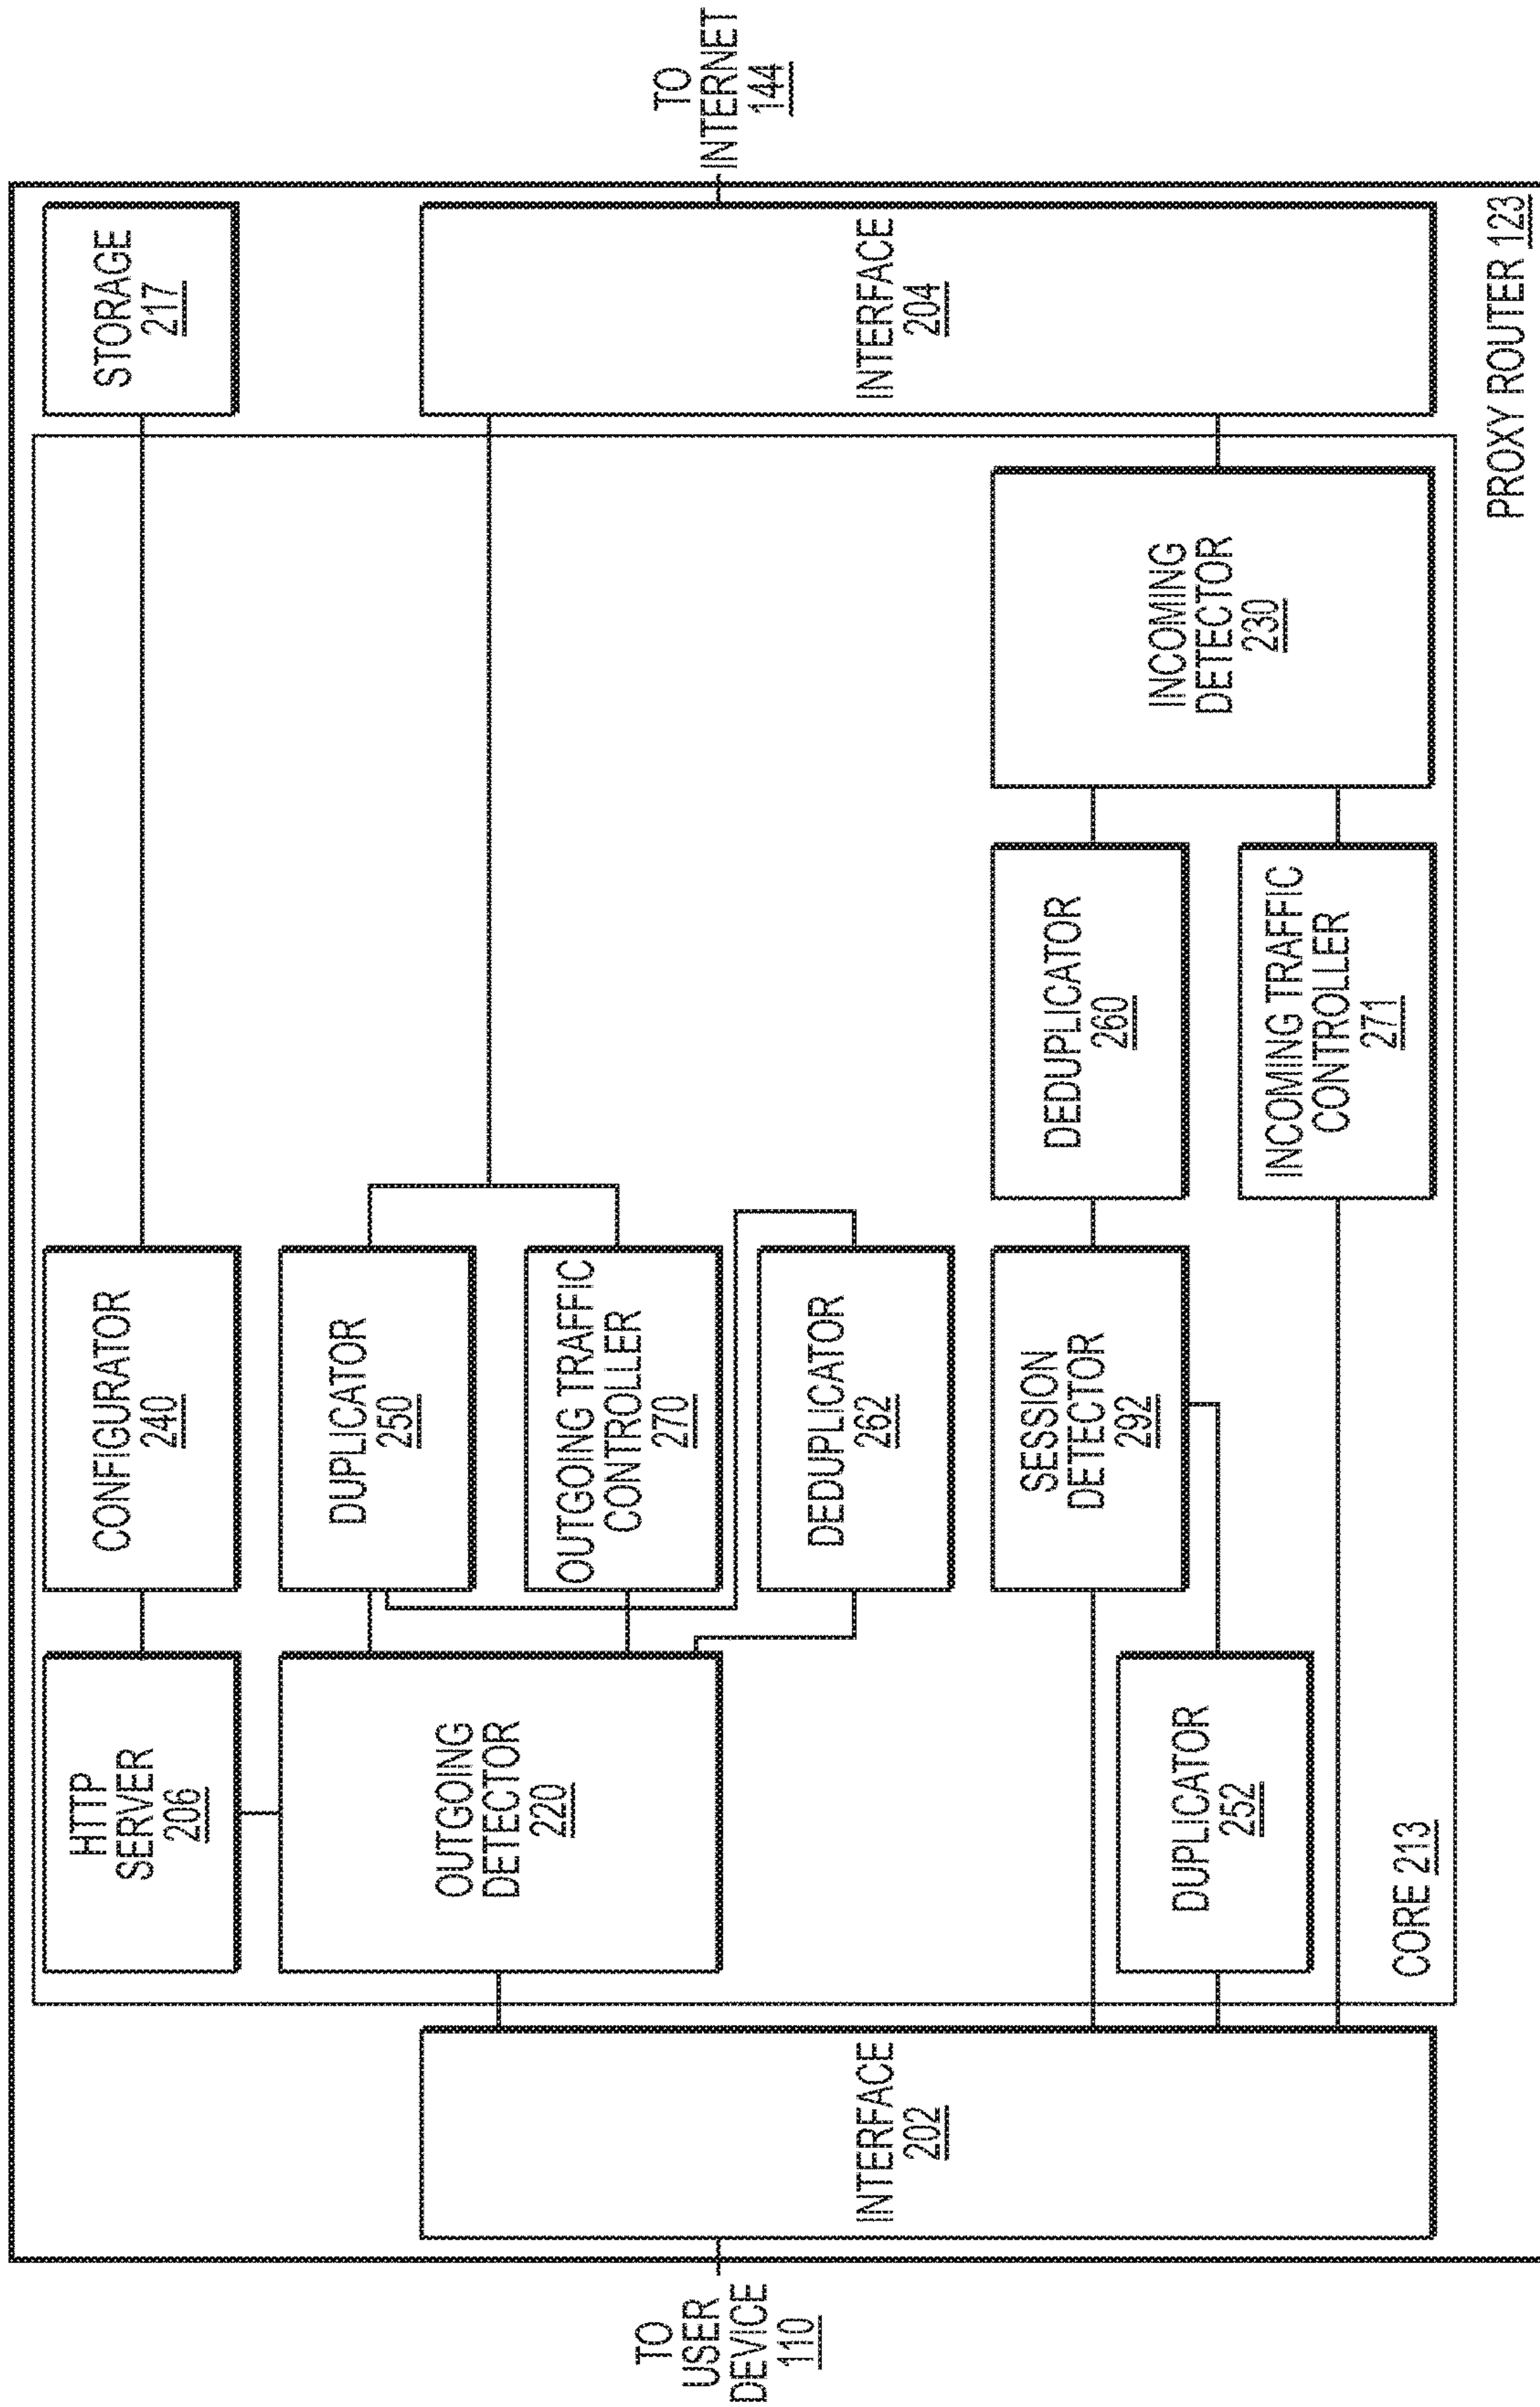 TO
USER
DEVICE
110
INTERFACE
202
HTTP
SERVER
206
CONFIGURATOR
240
STORAGE
217
OUTGOING
DETECTOR
220
DUPLICATOR
250
OUTGOING TRAFFIC
CONTROLLER
270
DEDUPLICATOR
262
SESSION
DETECTOR
292
DUPLICATOR
252
DEDUPLICATOR
260
INCOMING TRAFFIC
CONTROLLER
271
INCOMING
DETECTOR
230
INTERFACE
204
TO
INTERNET
144
CORE 213
PROXY ROUTER 123